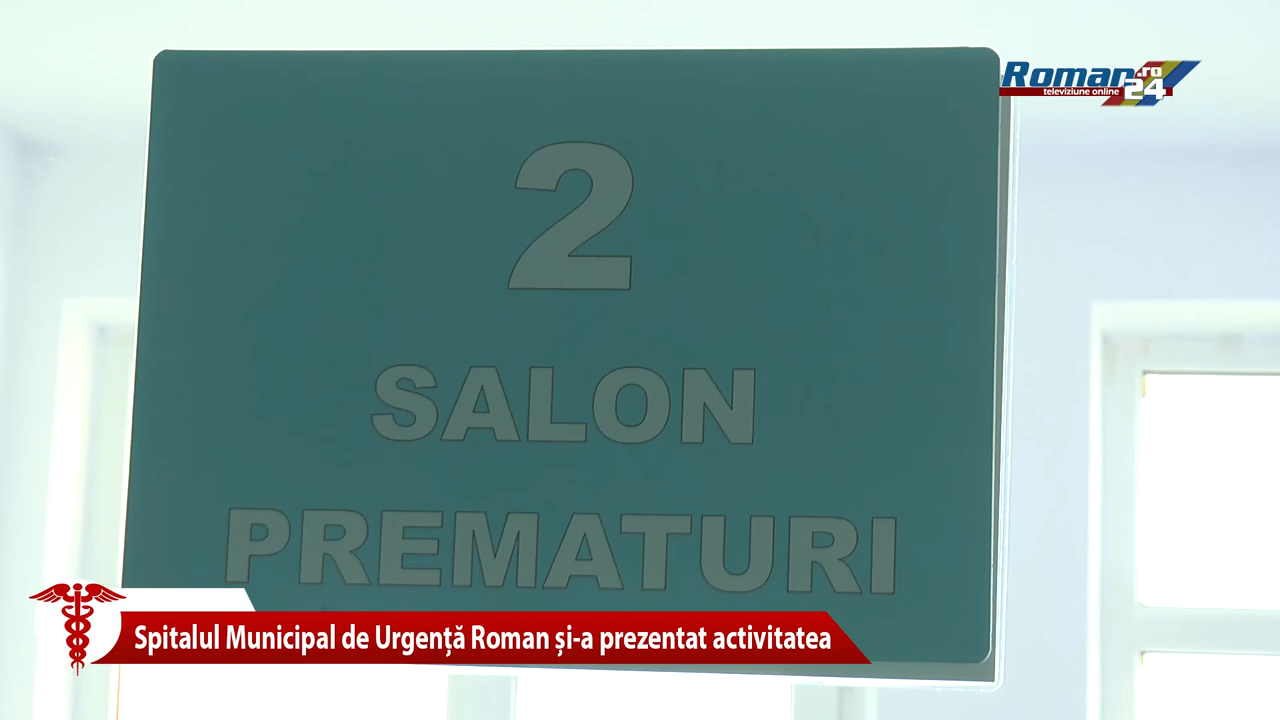 Roman.ro
24
televiziune online
2
SALON
PREMATURI
Spitalul Municipal de Urgență Roman și-a prezentat activitatea